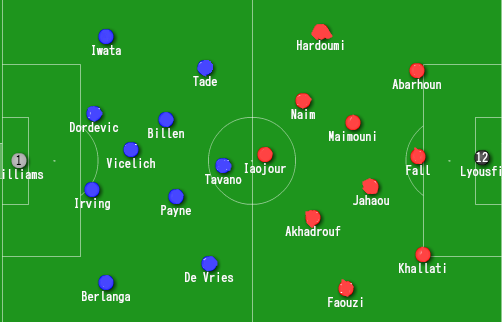 Hardoumi
Iwata
Tade
Abarhoun
Naim
Dordevic
Billen
Maimouni
1
12
Vicelich
Iaojour
illiams
Tavano
Fall
Lyousfi
Irving
Payne
Jahaou
Akhadrouf
De Vries
Khallati
Berlanga
Faouzi